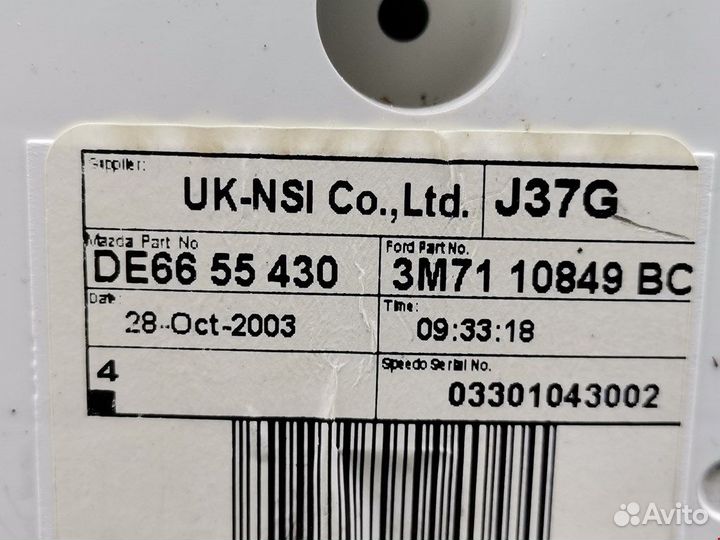 Supplier:
UK-NSI Co.,Ltd. J37G
Mazda Part No Ford Part No.
DE66 55 430 3M71 10849 BC
Date: Time:
28-Oct-2003 09:33:18
4 Speedo Serial No.
03301043002
Avito